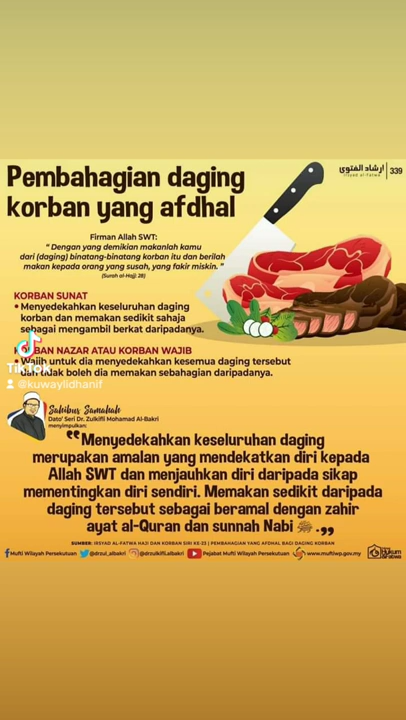 ارشاد الفتوى
irsyad al-fatwa
339
Pembahagian daging
korban yang afdhal
Firman Allah SWT:
" Dengan yang demikian makanlah kamu
dari (daging) binatang-binatang korban itu dan berilah
makan kepada orang yang susah, yang fakir miskin. "
(Surah al-Hajj: 28)
KORBAN SUNAT
• Menyedekahkan keseluruhan daging
korban dan memakan sedikit sahaja
sebagai mengambil berkat daripadanya.
KORBAN NAZAR ATAU KORBAN WAJIB
• Wajib untuk dia menyedekahkan kesemua daging tersebut
dan tidak boleh dia memakan sebahagian daripadanya.
TikTok
@kuwaylidhanif
Sahibus Samahah
Dato' Seri Dr. Zulkifli Mohamad Al-Bakri
menyimpulkan:
"Menyedekahkan keseluruhan daging
merupakan amalan yang mendekatkan diri kepada
Allah SWT dan menjauhkan diri daripada sikap
mementingkan diri sendiri. Memakan sedikit daripada
daging tersebut sebagai beramal dengan zahir
ayat al-Quran dan sunnah Nabi ﷺ."
SUMBER: IRSYAD AL-FATWA HAJI DAN KORBAN SIRI KE-23 | PEMBAHAGIAN YANG AFDHAL BAGI DAGING KORBAN
Mufti Wilayah Persekutuan @drzul_albakri @drzulkifli.albakri Pejabat Mufti Wilayah Persekutuan www.muftiwp.gov.my